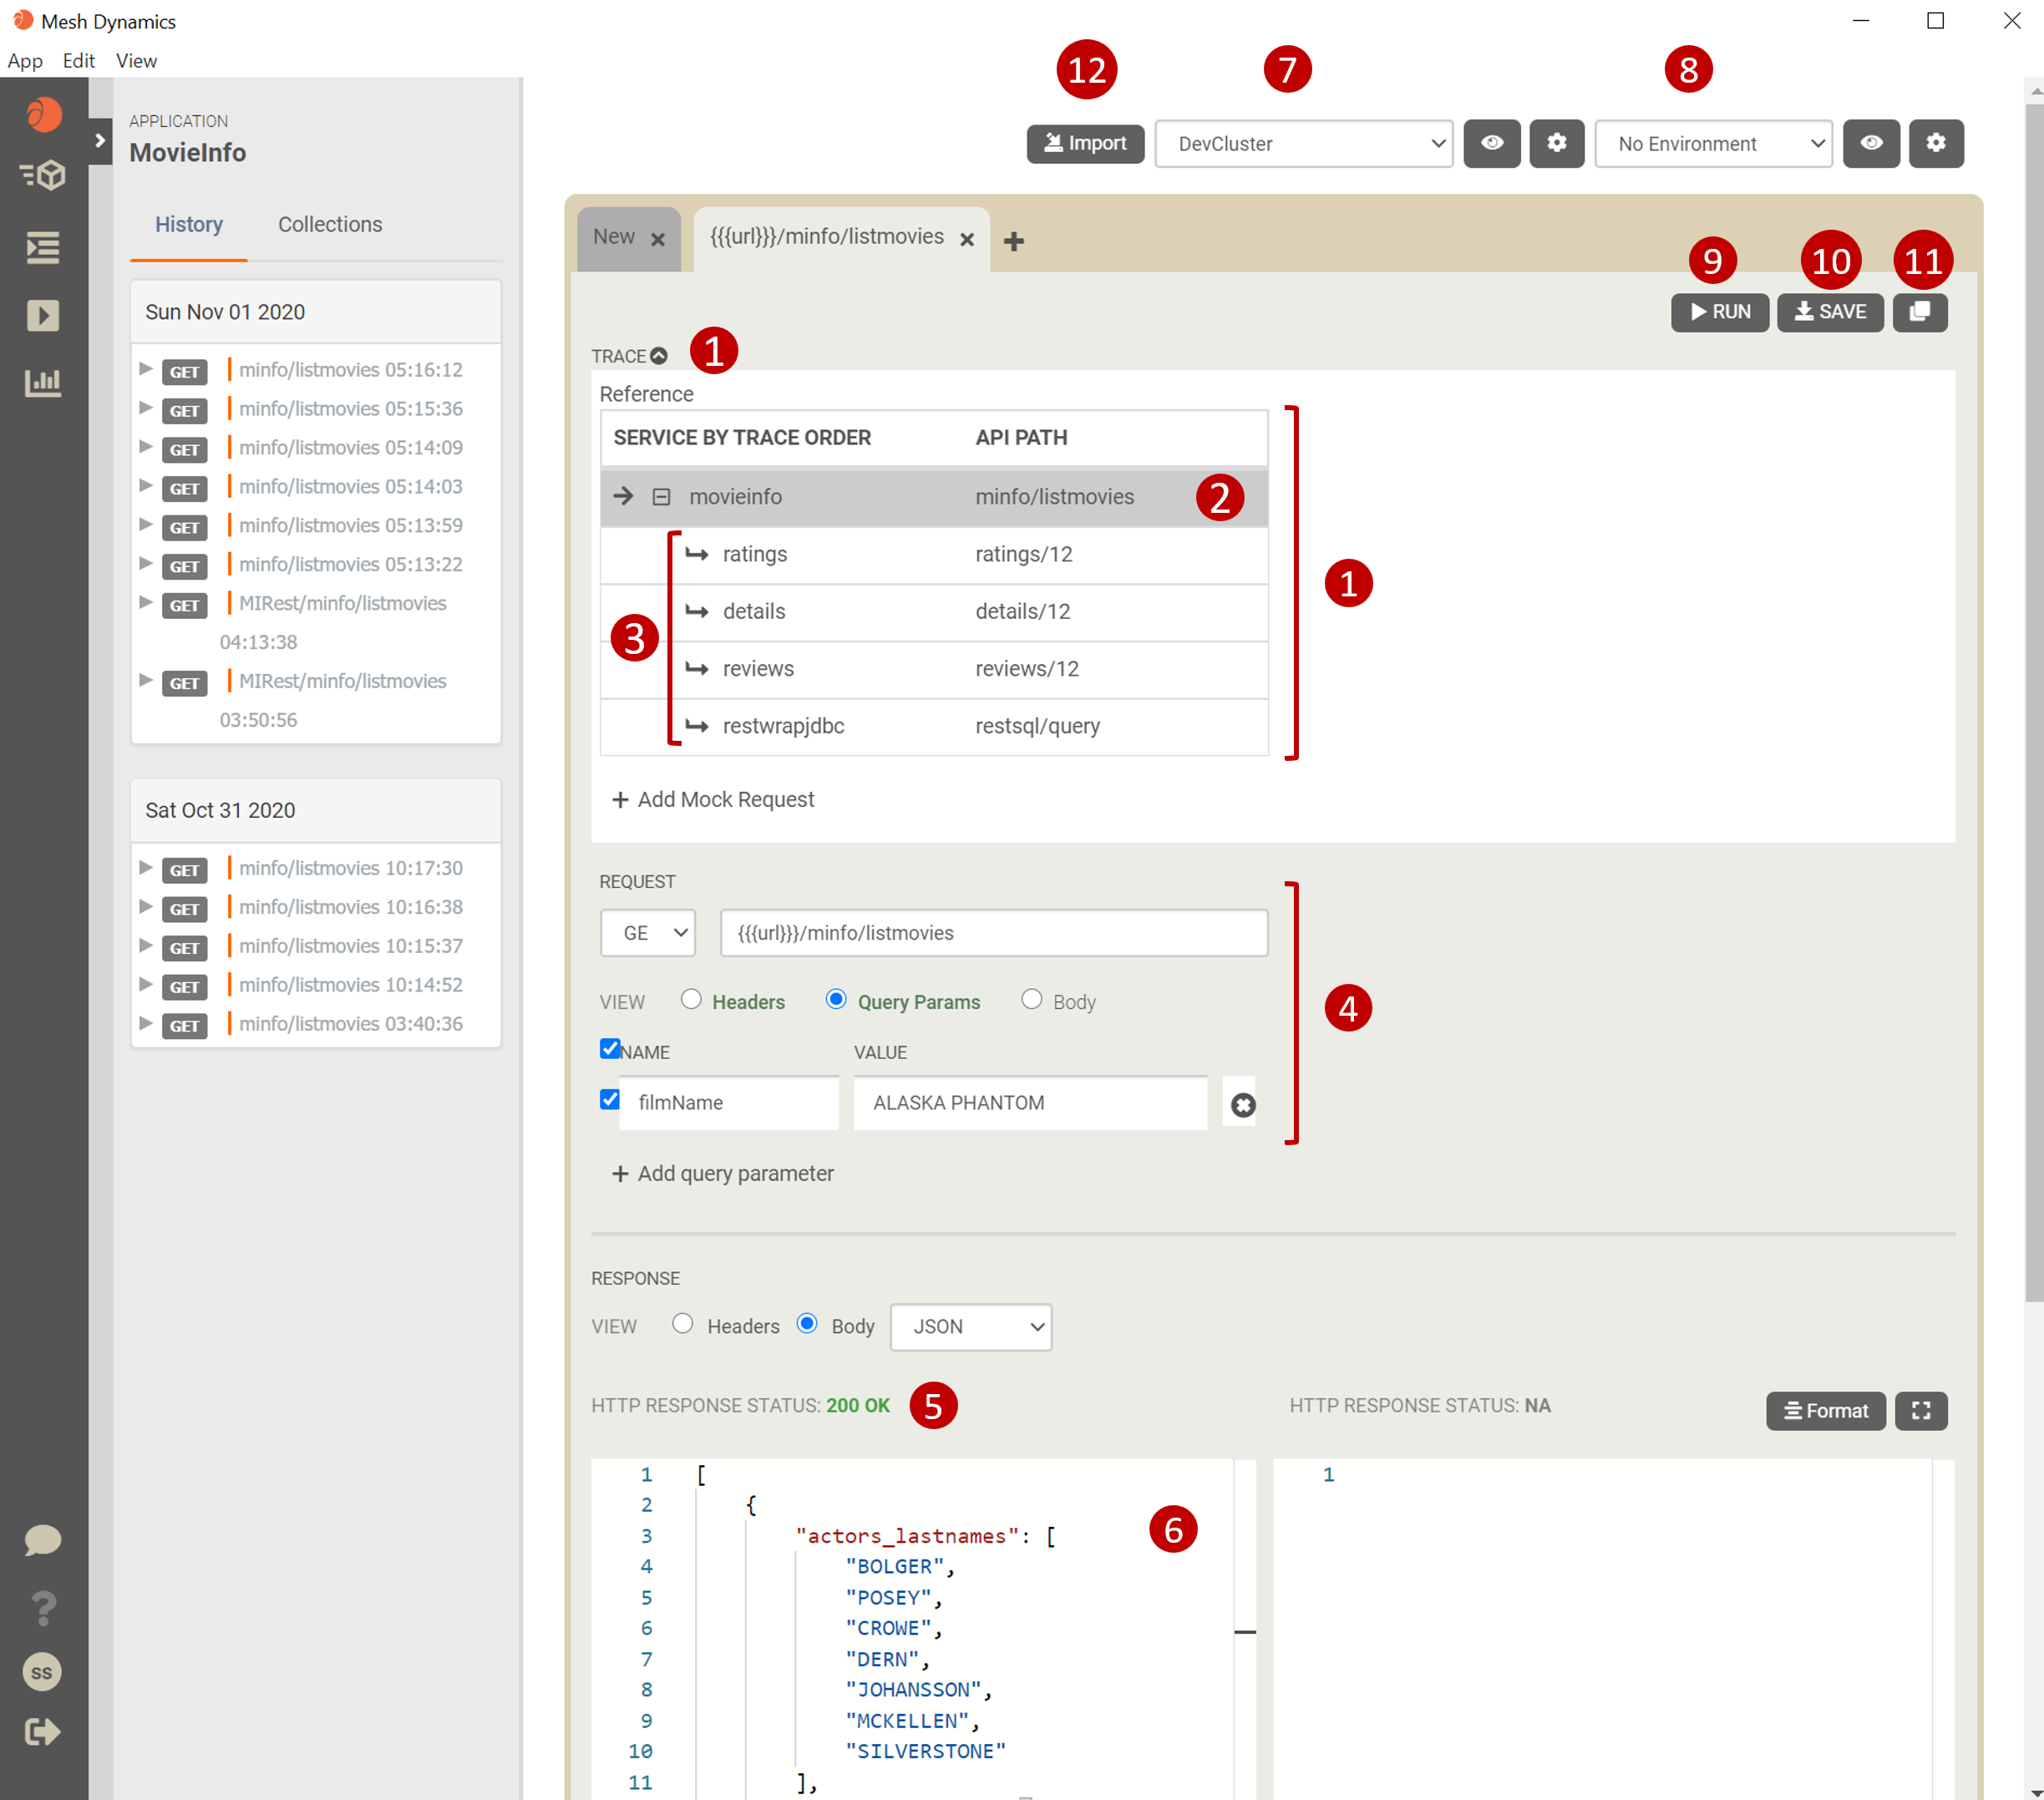 Mesh Dynamics
App Edit View
12 7 8
APPLICATION
MovieInfo
Import DevCluster No Environment
History Collections
New {{{url}}}/minfo/listmovies
9 10 11
RUN SAVE
Sun Nov 01 2020
GET minfo/listmovies 05:16:12
GET minfo/listmovies 05:15:36
GET minfo/listmovies 05:14:09
GET minfo/listmovies 05:14:03
GET minfo/listmovies 05:13:59
GET minfo/listmovies 05:13:22
GET MIRest/minfo/listmovies
04:13:38
GET MIRest/minfo/listmovies
03:50:56
Sat Oct 31 2020
GET minfo/listmovies 10:17:30
GET minfo/listmovies 10:16:38
GET minfo/listmovies 10:15:37
GET minfo/listmovies 10:14:52
GET minfo/listmovies 03:40:36
?
SS
TRACE 1
Reference
SERVICE BY TRACE ORDER API PATH
movieinfo minfo/listmovies 2
ratings ratings/12
1
details details/12
3
reviews reviews/12
restwrapjdbc restsql/query
+ Add Mock Request
REQUEST
GE {{{url}}}/minfo/listmovies
VIEW Headers Query Params Body
4
NAME VALUE
filmName ALASKA PHANTOM
+ Add query parameter
RESPONSE
VIEW Headers Body JSON
HTTP RESPONSE STATUS: 200 OK 5 HTTP RESPONSE STATUS: NA Format
1 [ 1
2 {
3 "actors_lastnames": [ 6
4 "BOLGER",
5 "POSEY",
6 "CROWE",
7 "DERN",
8 "JOHANSSON",
9 "MCKELLEN",
10 "SILVERSTONE"
11 ],